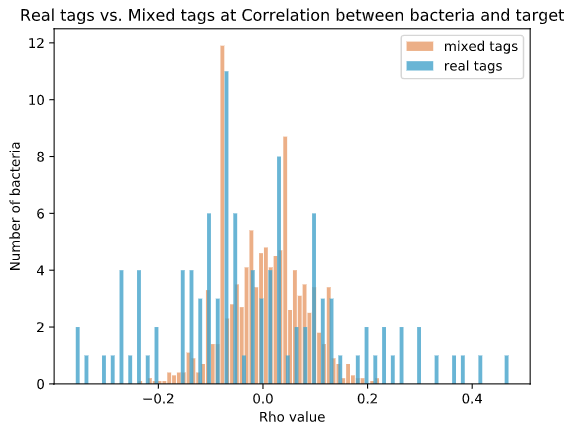 Real tags vs. Mixed tags at Correlation between bacteria and target
mixed tags
real tags
Number of bacteria
12
10
8
6
4
2
0
−0.2
0.0
0.2
0.4
Rho value